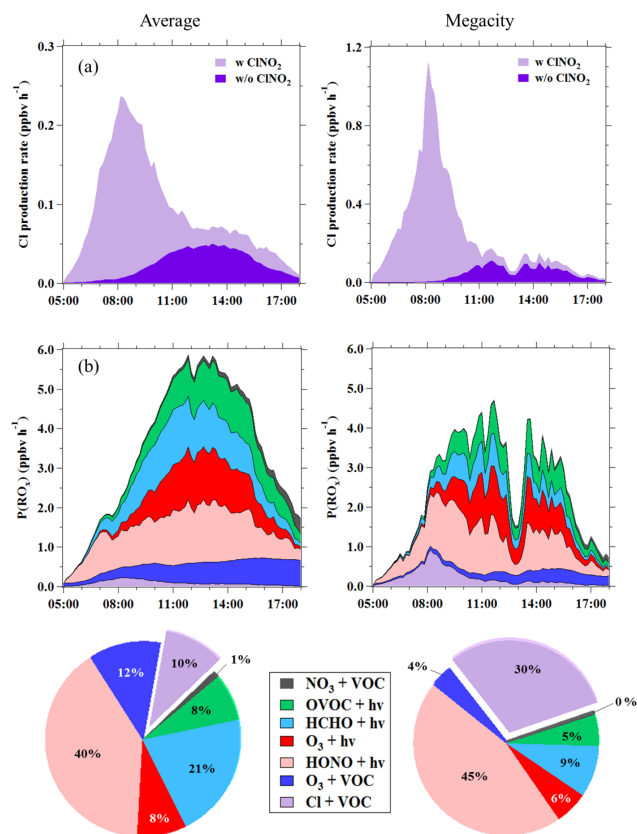 Average
Megacity
(a)
w ClNO₂
w/o ClNO₂
Cl production rate (ppbv h⁻¹)
0.3
0.2
0.1
0.0
05:00 08:00 11:00 14:00 17:00
w ClNO₂
w/o ClNO₂
Cl production rate (ppbv h⁻¹)
1.2
0.8
0.4
0.0
05:00 08:00 11:00 14:00 17:00
(b)
P(ROₓ) (ppbv h⁻¹)
6.0
5.0
4.0
3.0
2.0
1.0
0.0
05:00 08:00 11:00 14:00 17:00
P(ROₓ) (ppbv h⁻¹)
6.0
5.0
4.0
3.0
2.0
1.0
0.0
05:00 08:00 11:00 14:00 17:00
12%
10%
1%
8%
21%
8%
40%
NO₃ + VOC
OVOC + hv
HCHO + hv
O₃ + hv
HONO + hv
O₃ + VOC
Cl + VOC
4%
30%
0%
5%
9%
6%
45%